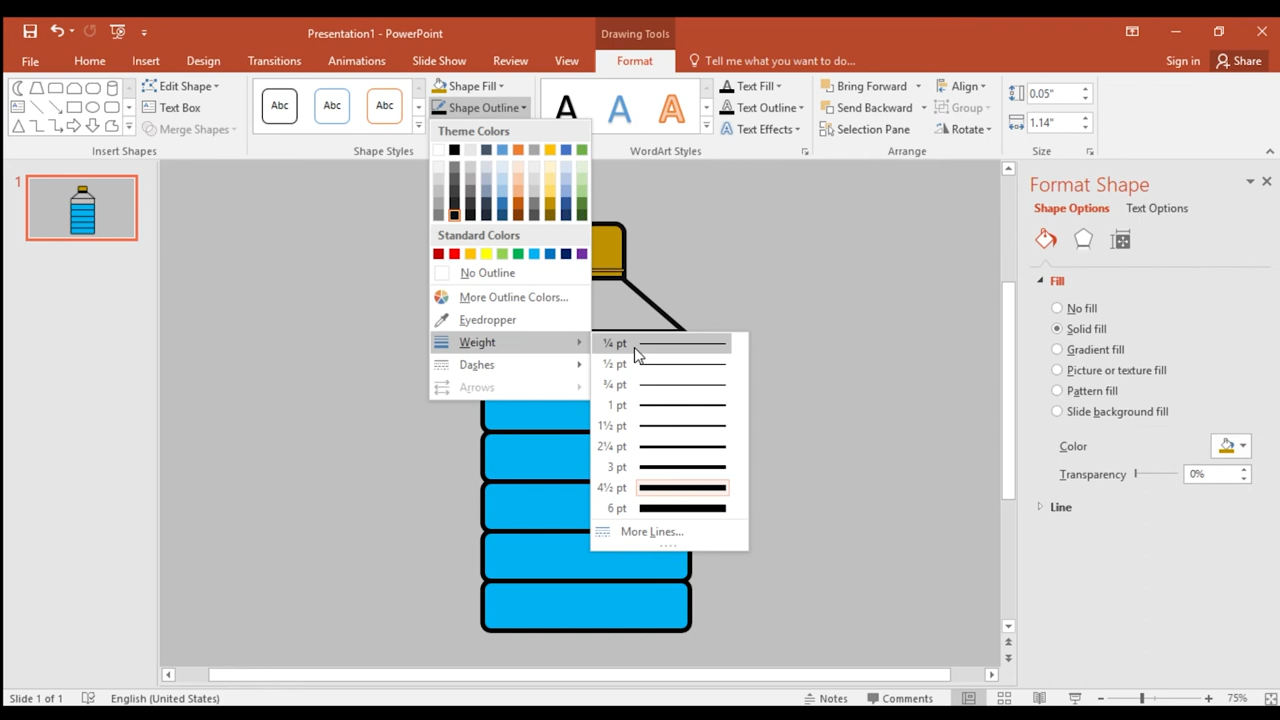 Presentation1 - PowerPoint
Drawing Tools
File Home Insert Design Transitions Animations Slide Show Review View Format Tell me what you want to do... Sign in Share
Edit Shape
Text Box
Merge Shapes
Insert Shapes
Abc Abc Abc
Shape Fill
Shape Outline
Shape Styles
A A A
Text Fill
Text Outline
Text Effects
WordArt Styles
Bring Forward
Send Backward
Selection Pane
Align
Group
Rotate
Arrange
0.05"
1.14"
Size
Theme Colors
Standard Colors
No Outline
More Outline Colors...
Eyedropper
Weight
Dashes
Arrows
¼ pt
½ pt
¾ pt
1 pt
1½ pt
2¼ pt
3 pt
4½ pt
6 pt
More Lines...
1
Format Shape
Shape Options Text Options
Fill
No fill
Solid fill
Gradient fill
Picture or texture fill
Pattern fill
Slide background fill
Color
Transparency 0%
Line
Slide 1 of 1 English (United States) Notes Comments 75%